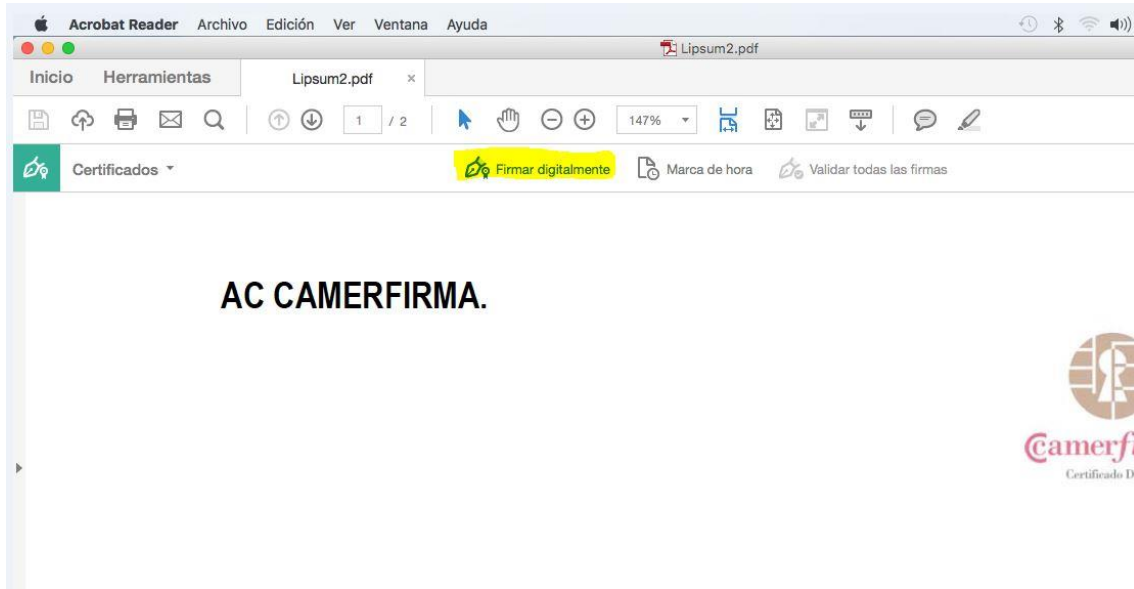 Acrobat Reader Archivo Edición Ver Ventana Ayuda
Lipsum2.pdf
Inicio Herramientas Lipsum2.pdf ×
1 / 2 147%
Certificados Firmar digitalmente Marca de hora Validar todas las firmas
AC CAMERFIRMA.
Camerfi
Certificado D